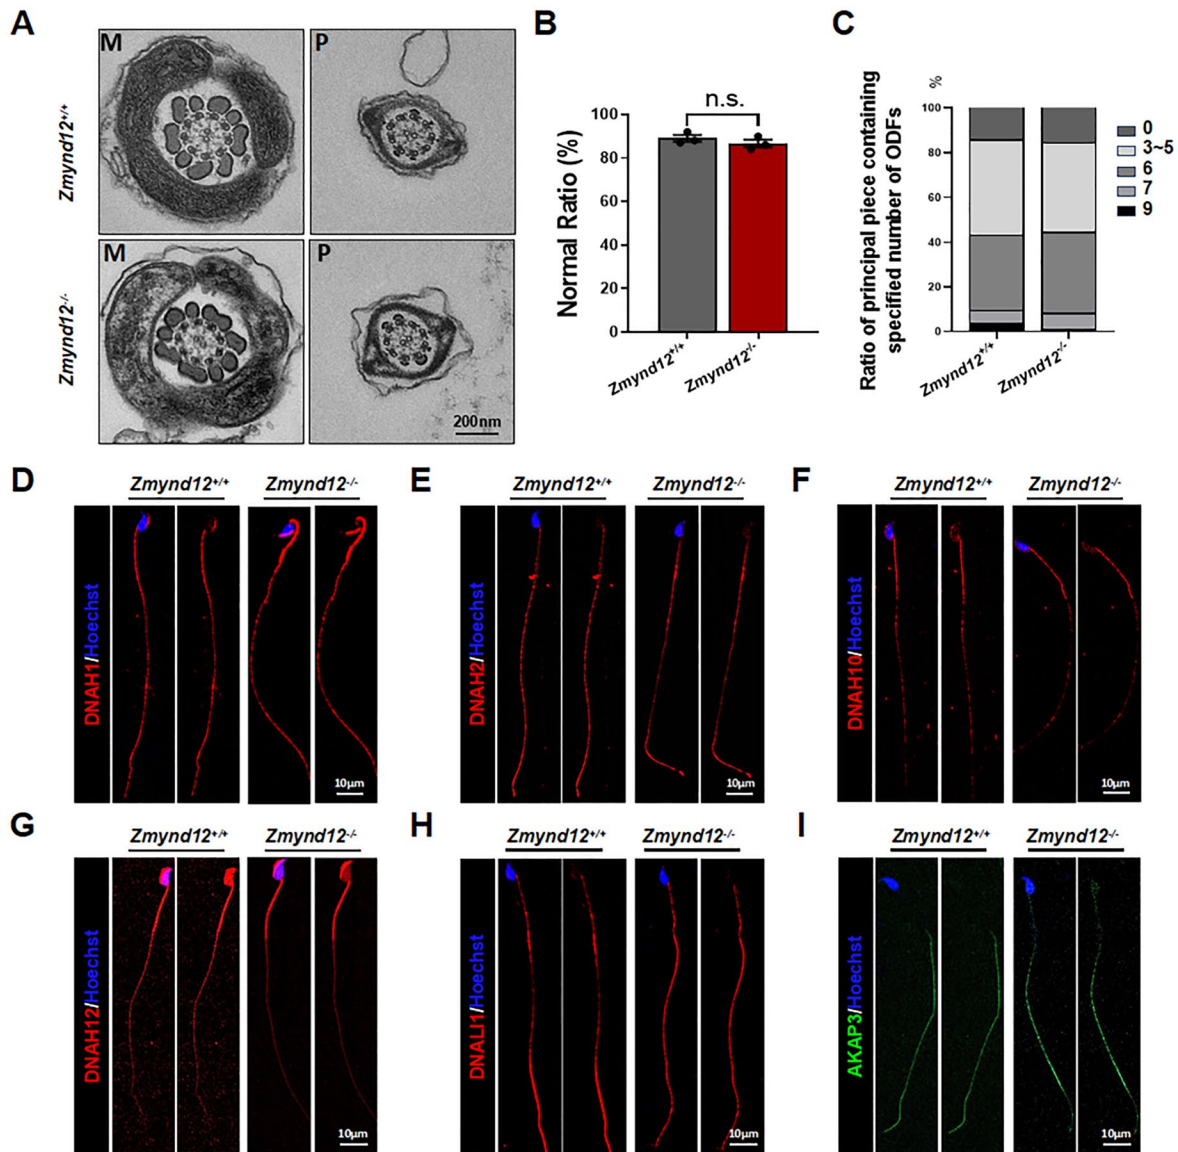 A
M
P
Zmynd12+/+
M
P
Zmynd12-/-
200nm
B
n.s.
Normal Ratio (%)
100
80
60
40
20
0
Zmynd12+/+
Zmynd12-/-
C
%
Ratio of principal piece containing
specified number of ODFs
100
80
60
40
20
0
Zmynd12+/+
Zmynd12-/-
0
3~5
6
7
9
D
Zmynd12+/+
Zmynd12-/-
DNAH1/Hoechst
10μm
E
Zmynd12+/+
Zmynd12-/-
DNAH2/Hoechst
10μm
F
Zmynd12+/+
Zmynd12-/-
DNAH10/Hoechst
10μm
G
Zmynd12+/+
Zmynd12-/-
DNAH12/Hoechst
10μm
H
Zmynd12+/+
Zmynd12-/-
DNALI1/Hoechst
10μm
I
Zmynd12+/+
Zmynd12-/-
AKAP3/Hoechst
10μm